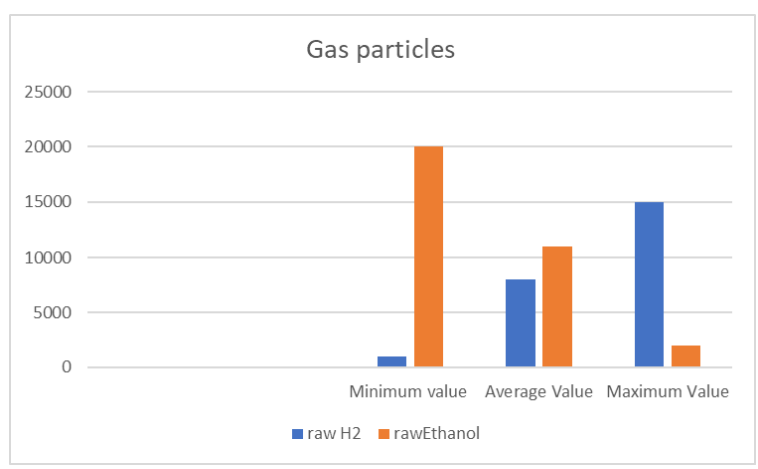 Gas particles
25000
20000
15000
10000
5000
0
Minimum value Average Value Maximum Value
raw H2 rawEthanol